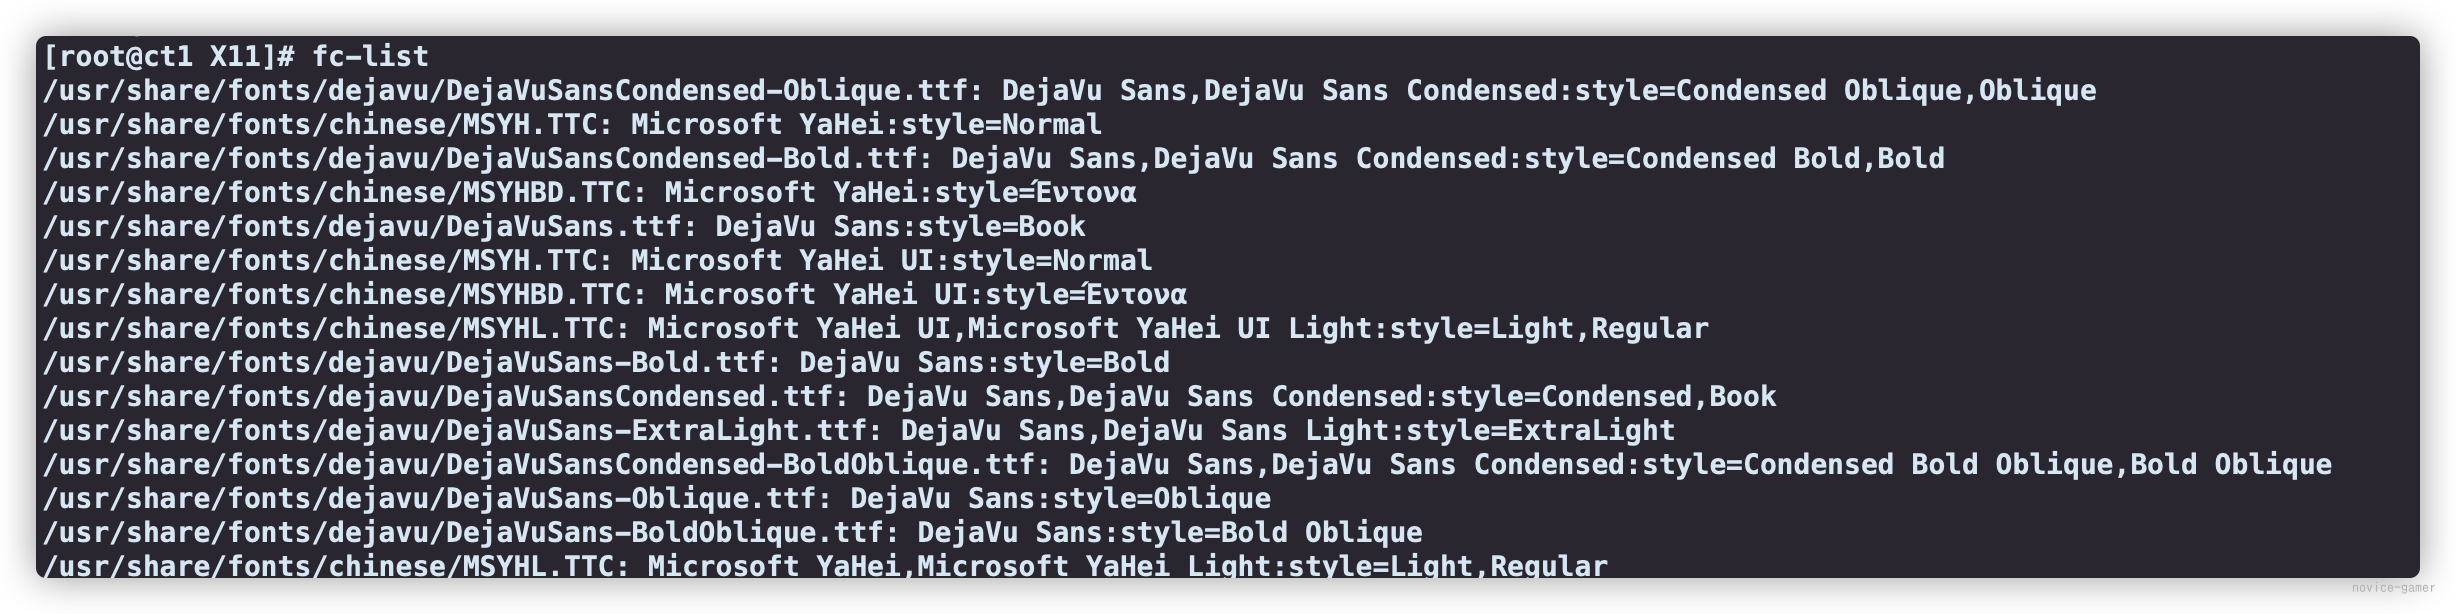 [root@ct1 X11]# fc-list
/usr/share/fonts/dejavu/DejaVuSansCondensed-Oblique.ttf: DejaVu Sans,DejaVu Sans Condensed:style=Condensed Oblique,Oblique
/usr/share/fonts/chinese/MSYH.TTC: Microsoft YaHei:style=Normal
/usr/share/fonts/dejavu/DejaVuSansCondensed-Bold.ttf: DejaVu Sans,DejaVu Sans Condensed:style=Condensed Bold,Bold
/usr/share/fonts/chinese/MSYHBD.TTC: Microsoft YaHei:style=Έντονα
/usr/share/fonts/dejavu/DejaVuSans.ttf: DejaVu Sans:style=Book
/usr/share/fonts/chinese/MSYH.TTC: Microsoft YaHei UI:style=Normal
/usr/share/fonts/chinese/MSYHBD.TTC: Microsoft YaHei UI:style=Έντονα
/usr/share/fonts/chinese/MSYHL.TTC: Microsoft YaHei UI,Microsoft YaHei UI Light:style=Light,Regular
/usr/share/fonts/dejavu/DejaVuSans-Bold.ttf: DejaVu Sans:style=Bold
/usr/share/fonts/dejavu/DejaVuSansCondensed.ttf: DejaVu Sans,DejaVu Sans Condensed:style=Condensed,Book
/usr/share/fonts/dejavu/DejaVuSans-ExtraLight.ttf: DejaVu Sans,DejaVu Sans Light:style=ExtraLight
/usr/share/fonts/dejavu/DejaVuSansCondensed-BoldOblique.ttf: DejaVu Sans,DejaVu Sans Condensed:style=Condensed Bold Oblique,Bold Oblique
/usr/share/fonts/dejavu/DejaVuSans-Oblique.ttf: DejaVu Sans:style=Oblique
/usr/share/fonts/dejavu/DejaVuSans-BoldOblique.ttf: DejaVu Sans:style=Bold Oblique
/usr/share/fonts/chinese/MSYHL.TTC: Microsoft YaHei,Microsoft YaHei Light:style=Light,Regular
novice-gamer